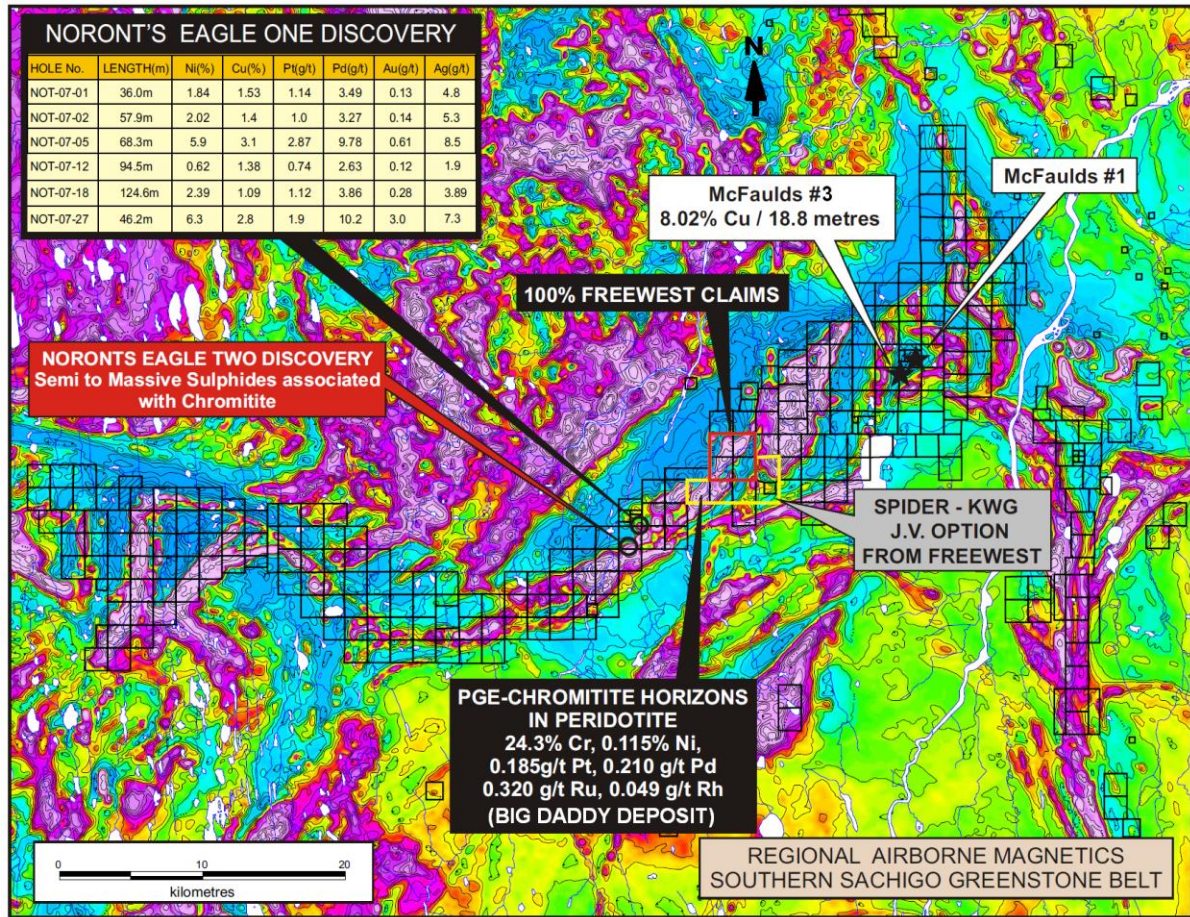 NORONT'S EAGLE ONE DISCOVERY
HOLE No. LENGTH(m) Ni(%) Cu(%) Pt(g/t) Pd(g/t) Au(g/t) Ag(g/t)
NOT-07-01 36.0m 1.84 1.53 1.14 3.49 0.13 4.8
NOT-07-02 57.9m 2.02 1.4 1.0 3.27 0.14 5.3
NOT-07-05 68.3m 5.9 3.1 2.87 9.78 0.61 8.5
NOT-07-12 94.5m 0.62 1.38 0.74 2.63 0.12 1.9
NOT-07-18 124.6m 2.39 1.09 1.12 3.86 0.28 3.89
NOT-07-27 46.2m 6.3 2.8 1.9 10.2 3.0 7.3
N
McFaulds #3
8.02% Cu / 18.8 metres
McFaulds #1
100% FREEWEST CLAIMS
NORONTS EAGLE TWO DISCOVERY
Semi to Massive Sulphides associated
with Chromitite
SPIDER - KWG
J.V. OPTION
FROM FREEWEST
PGE-CHROMITITE HORIZONS
IN PERIDOTITE
24.3% Cr, 0.115% Ni,
0.185g/t Pt, 0.210 g/t Pd
0.320 g/t Ru, 0.049 g/t Rh
(BIG DADDY DEPOSIT)
0 10 20
kilometres
REGIONAL AIRBORNE MAGNETICS
SOUTHERN SACHIGO GREENSTONE BELT